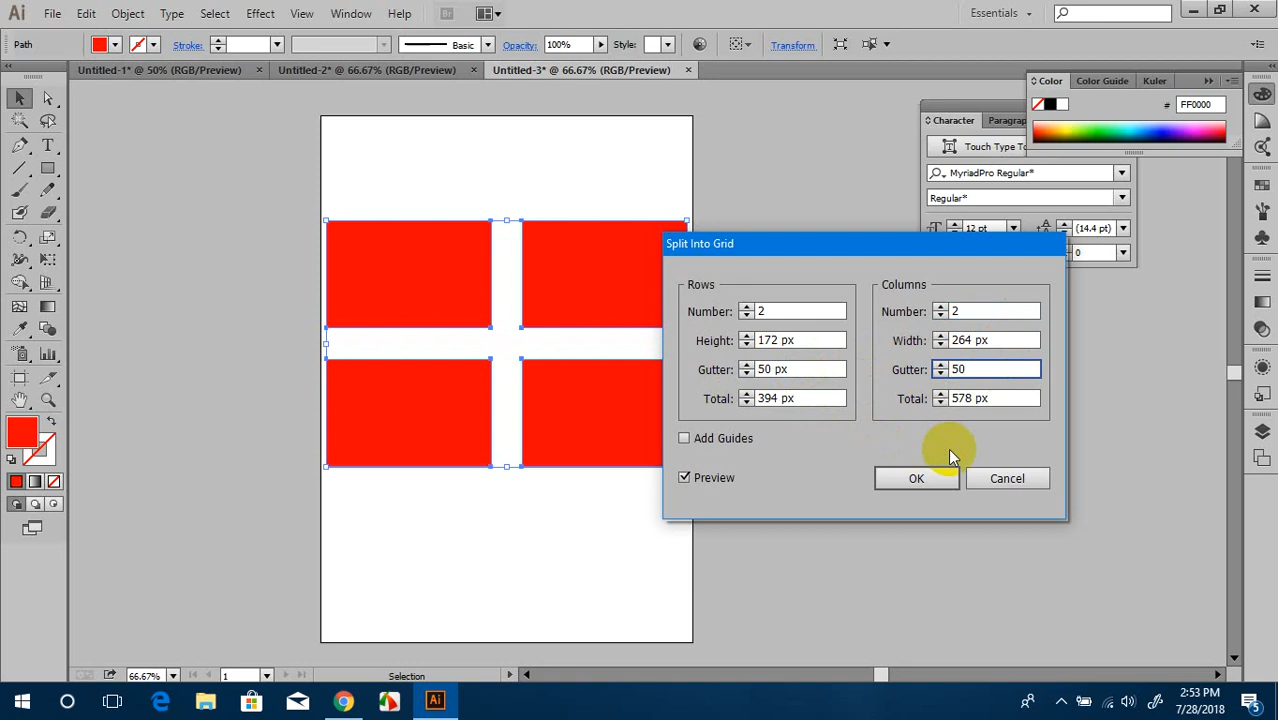 Ai File Edit Object Type Select Effect View Window Help Br Essentials
Path Stroke: Basic Opacity: 100% Style: Transform
Untitled-1* @ 50% (RGB/Preview) × Untitled-2* @ 66.67% (RGB/Preview) × Untitled-3* @ 66.67% (RGB/Preview) ×
Color Color Guide Kuler
# FF0000
Character Paragr
Touch Type To
MyriadPro Regular*
Regular*
12 pt (14.4 pt)
0
Split Into Grid
Rows Columns
Number: 2 Number: 2
Height: 172 px Width: 264 px
Gutter: 50 px Gutter: 50
Total: 394 px Total: 578 px
Add Guides
Preview OK Cancel
66.67% 1 Selection
Ai 2:53 PM
7/28/2018 5